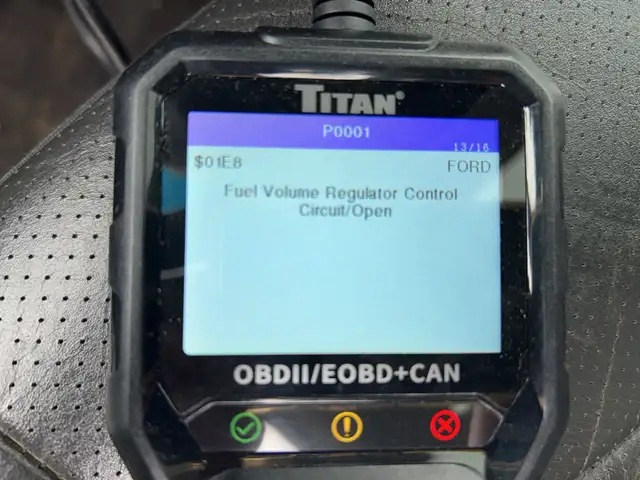 TITAN®
P0001
13/16
$01E8 FORD
Fuel Volume Regulator Control
Circuit/Open
OBDII/EOBD+CAN